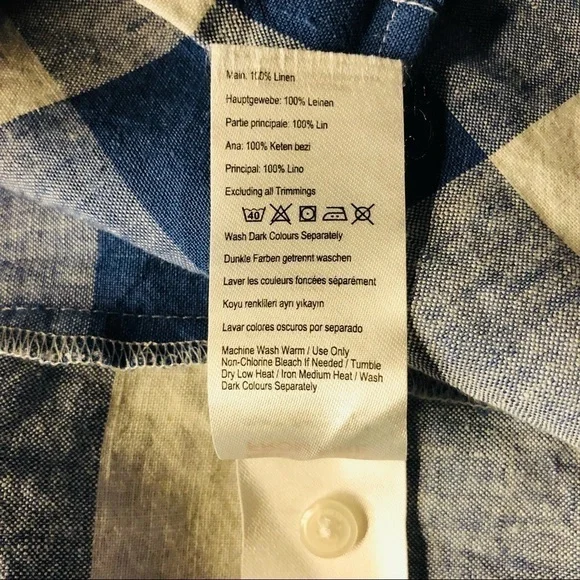 Main: 100% Linen
Hauptgewebe: 100% Leinen
Partie principale: 100% Lin
Ana: 100% Keten bezi
Principal: 100% Lino
Excluding all Trimmings
40
Wash Dark Colours Separately
Dunkle Farben getrennt waschen
Laver les couleurs foncées séparément
Koyu renklileri ayrı yıkayın
Lavar colores oscuros por separado
Machine Wash Warm / Use Only
Non-Chlorine Bleach If Needed / Tumble
Dry Low Heat / Iron Medium Heat / Wash
Dark Colours Separately